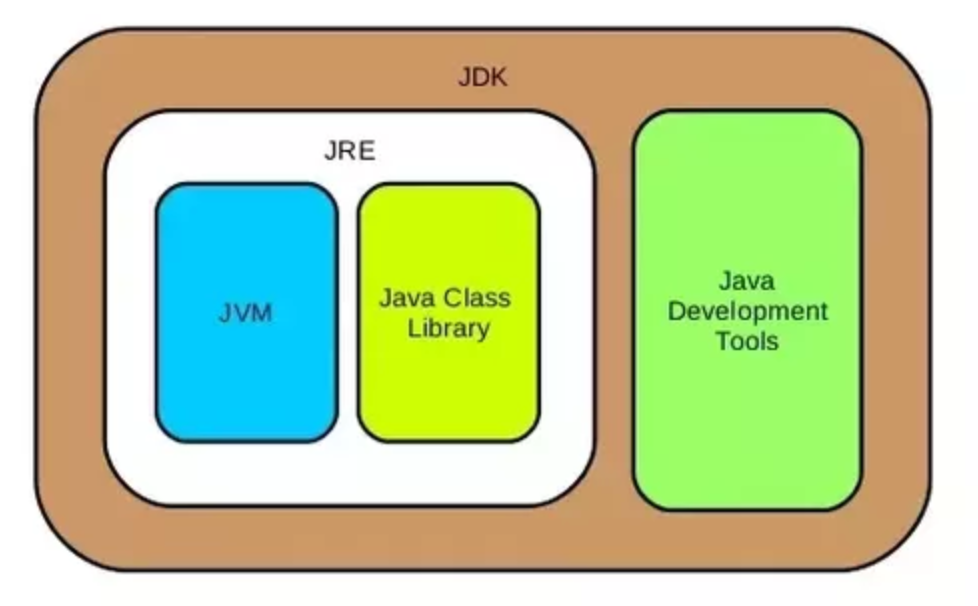 JDK
JRE
JVM
Java Class
Library
Java
Development
Tools